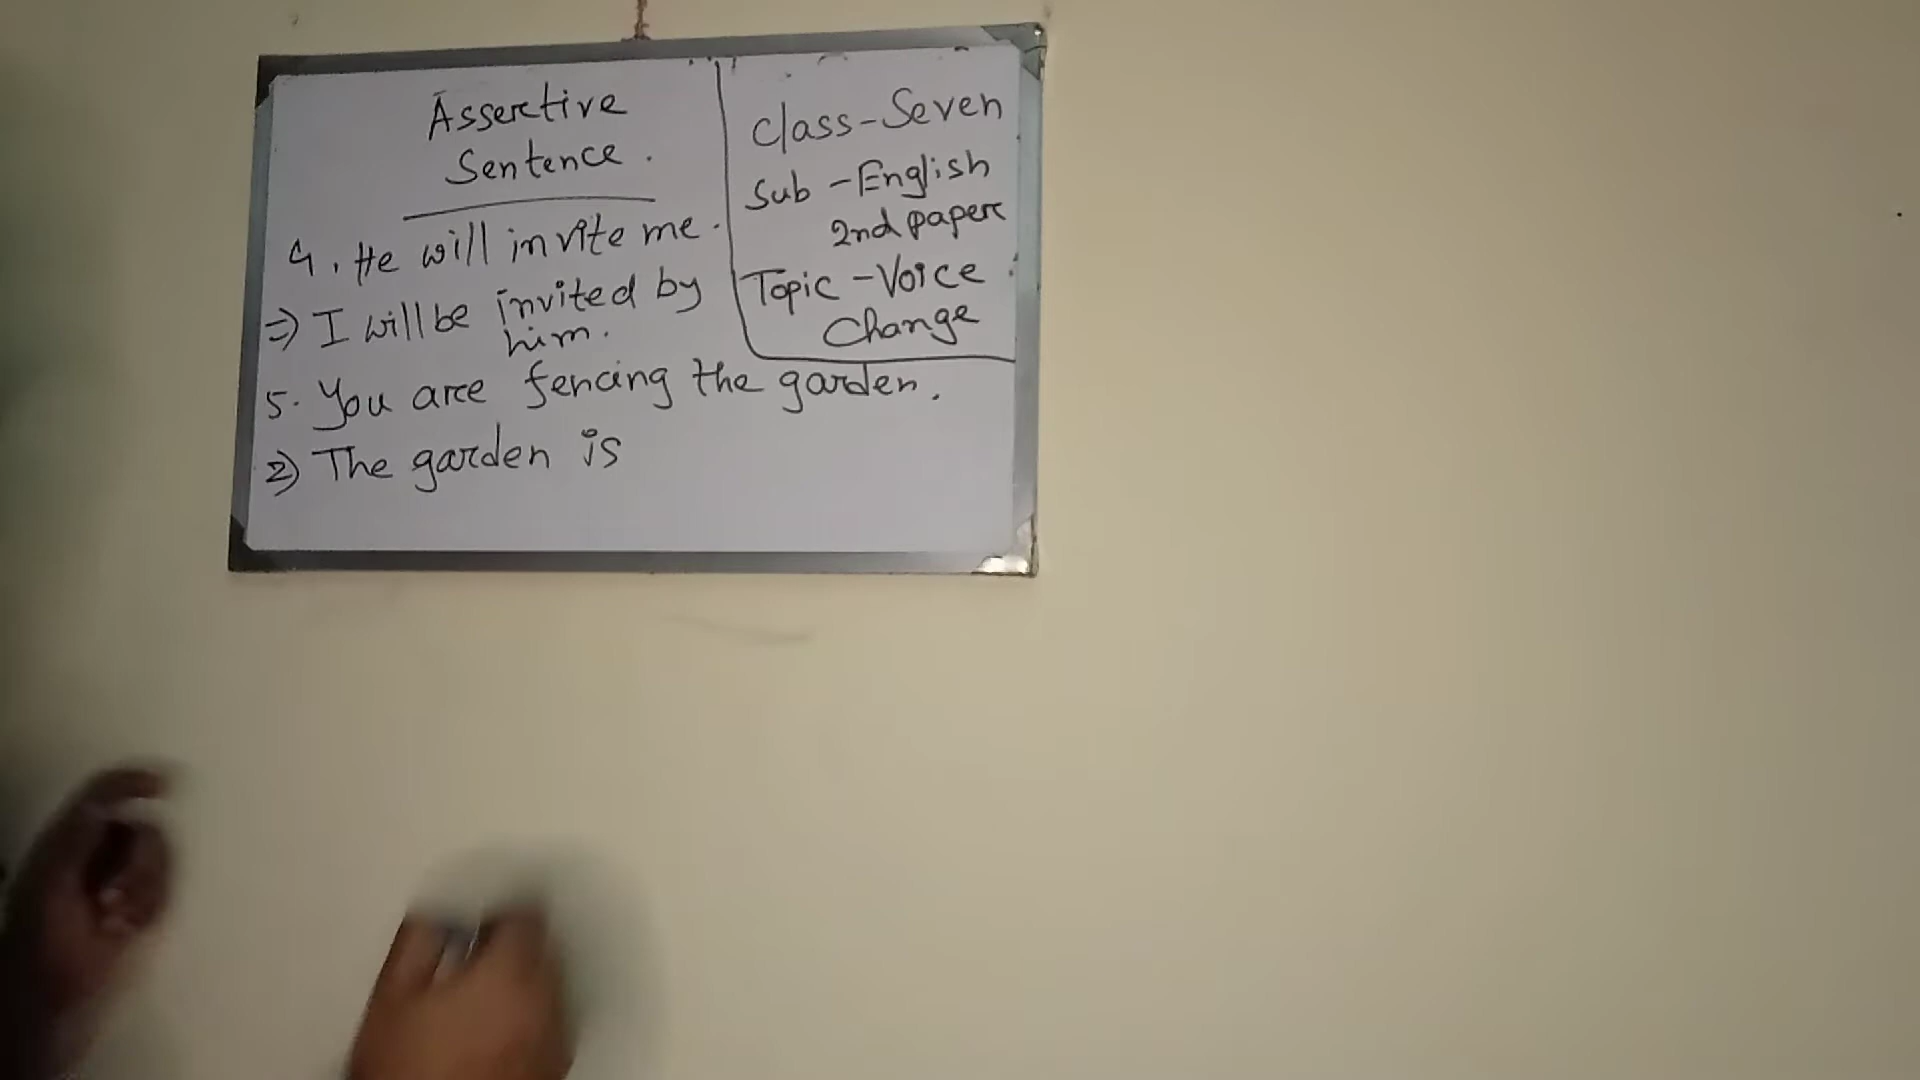 Assertive
Sentence.
4. He will invite me.
⇒ I will be invited by
him.
5. You are fencing the garden.
⇒ The garden is
Class-Seven
Sub-English
2nd paper
Topic-Voice
Change